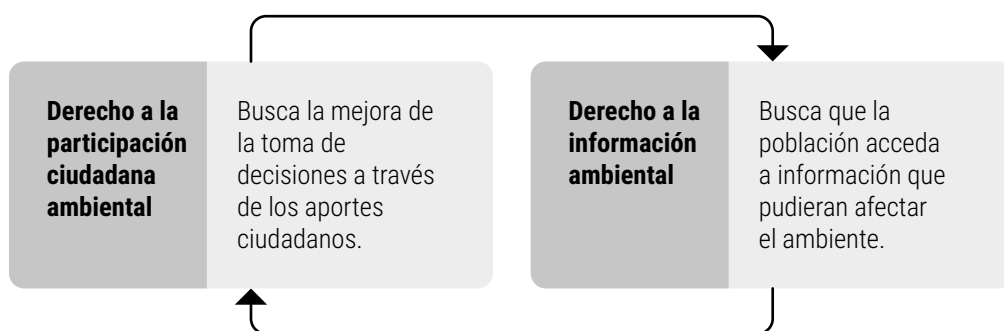 Derecho a la
participación
ciudadana
ambiental
Busca la mejora de
la toma de
decisiones a través
de los aportes
ciudadanos.
Derecho a la
información
ambiental
Busca que la
población acceda
a información que
pudieran afectar
el ambiente.